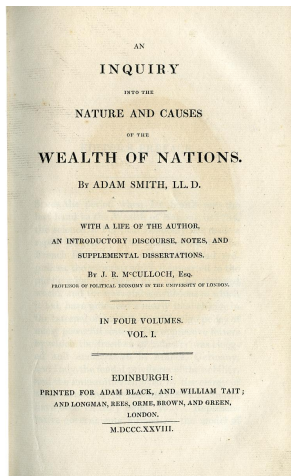 AN
INQUIRY
INTO THE
NATURE AND CAUSES
OF THE
WEALTH OF NATIONS.
BY ADAM SMITH, LL. D.
WITH A LIFE OF THE AUTHOR,
AN INTRODUCTORY DISCOURSE, NOTES, AND
SUPPLEMENTAL DISSERTATIONS.
BY J. R. M‘CULLOCH, ESQ.
PROFESSOR OF POLITICAL ECONOMY IN THE UNIVERSITY OF LONDON.
IN FOUR VOLUMES.
VOL. I.
EDINBURGH:
PRINTED FOR ADAM BLACK, AND WILLIAM TAIT;
AND LONGMAN, REES, ORME, BROWN, AND GREEN,
LONDON.
M.DCCC.XXVIII.